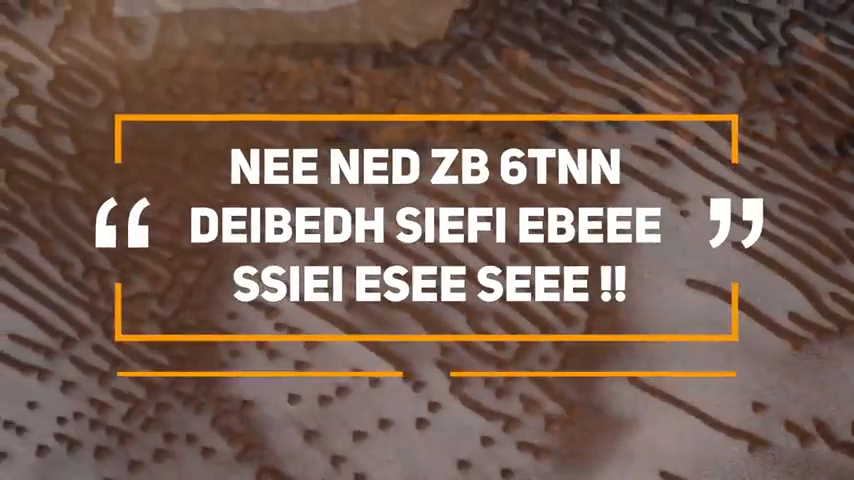 NEE NED ZB 6TNN
“ DEIBEDH SIEFI EBEEE ”
SSIEI ESEE SEEE !!